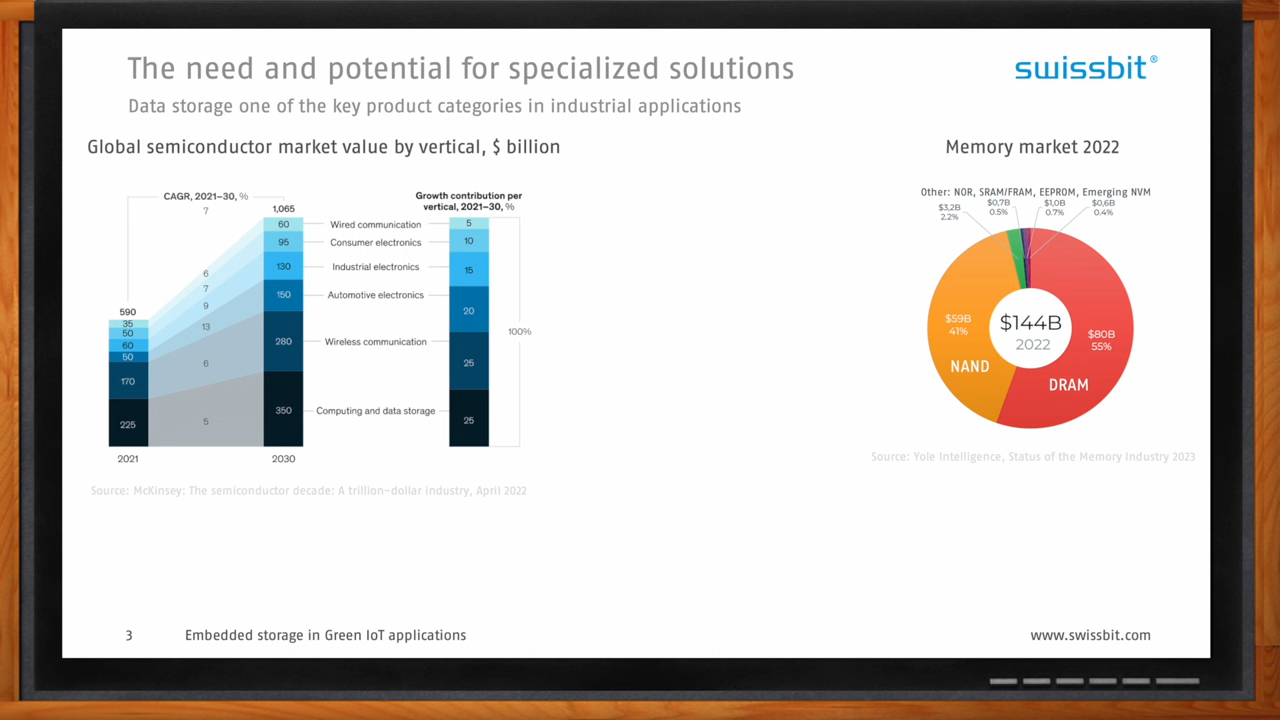 The need and potential for specialized solutions
swissbit®
Data storage one of the key product categories in industrial applications
Global semiconductor market value by vertical, $ billion
Memory market 2022
CAGR, 2021–30, %
7
1,065
Growth contribution per
vertical, 2021–30, %
60
Wired communication
5
95
Consumer electronics
10
6
130
Industrial electronics
15
7
150
Automotive electronics
20
9
590
35
50
60
50
170
225
13
280
Wireless communication
25
100%
6
350
Computing and data storage
25
5
2021
2030
Source: McKinsey: The semiconductor decade: A trillion-dollar industry, April 2022
Other: NOR, SRAM/FRAM, EEPROM, Emerging NVM
$3,2B
2.2%
$0,7B
0.5%
$1,0B
0.7%
$0,6B
0.4%
$59B
41%
NAND
$144B
2022
$80B
55%
DRAM
Source: Yole Intelligence, Status of the Memory Industry 2023
3
Embedded storage in Green IoT applications
www.swissbit.com